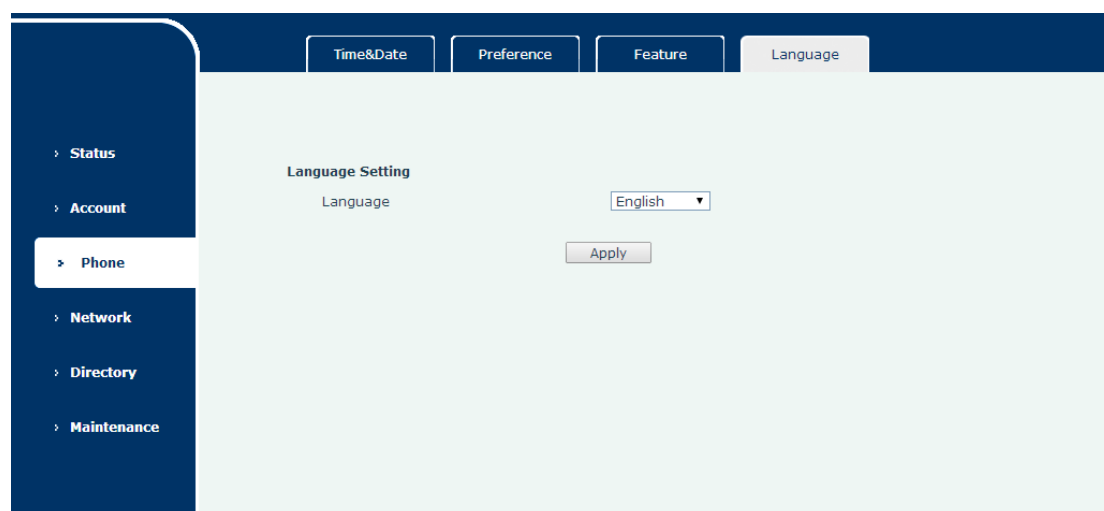 Time&Date Preference Feature Language
Status
Account
Phone
Network
Directory
Maintenance
Language Setting
Language English
Apply